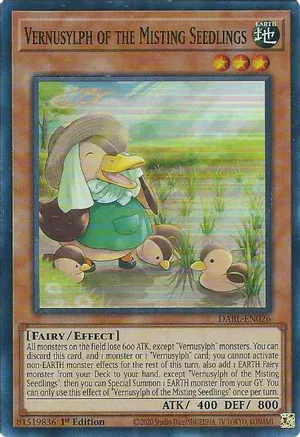 Vernusylph of the Misting Seedlings
EARTH
地
DABL-EN026
[Fairy/Effect]
All monsters on the field lose 600 ATK, except "Vernusylph" monsters. You
can discard this card, and 1 monster or 1 "Vernusylph" card; you cannot activate
non-EARTH monster effects for the rest of this turn, also add 1 EARTH Fairy
monster from your Deck to your hand, except "Vernusylph of the Misting
Seedlings", then you can Special Summon 1 EARTH monster from your GY. You
can only use this effect of "Vernusylph of the Misting Seedlings" once per turn.
ATK/ 400 DEF/ 800
81519836 1st Edition
©2020 Studio Dice/SHUEISHA, TV TOKYO, KONAMI